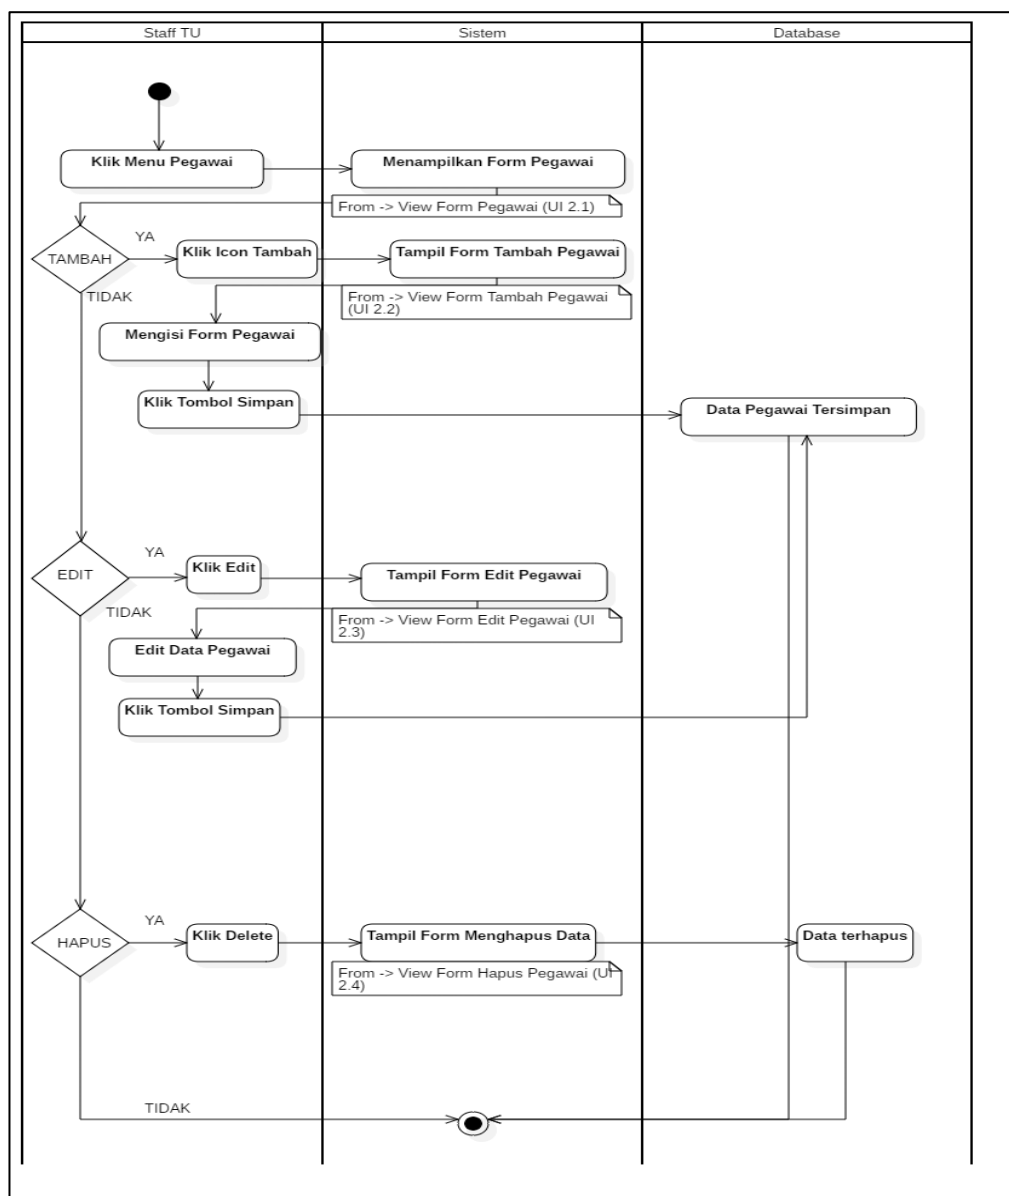 Staff TU
Sistem
Database
Klik Menu Pegawai
Menampilkan Form Pegawai
From -> View Form Pegawai (UI 2.1)
YA
TAMBAH
Klik Icon Tambah
Tampil Form Tambah Pegawai
TIDAK
From -> View Form Tambah Pegawai
(UI 2.2)
Mengisi Form Pegawai
Klik Tombol Simpan
Data Pegawai Tersimpan
YA
EDIT
Klik Edit
Tampil Form Edit Pegawai
TIDAK
From -> View Form Edit Pegawai (UI
2.3)
Edit Data Pegawai
Klik Tombol Simpan
YA
HAPUS
Klik Delete
Tampil Form Menghapus Data
Data terhapus
From -> View Form Hapus Pegawai (UI
2.4)
TIDAK